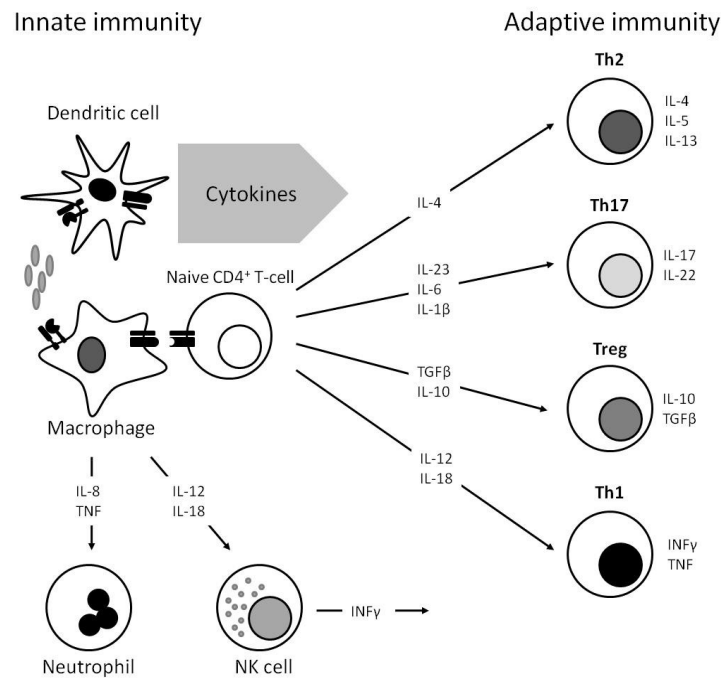 Innate immunity
Adaptive immunity
Dendritic cell
Cytokines
Naive CD4⁺ T-cell
Macrophage
IL-8
TNF
IL-12
IL-18
Neutrophil
NK cell
INFγ
IL-4
IL-23
IL-6
IL-1β
TGFβ
IL-10
IL-12
IL-18
Th2
IL-4
IL-5
IL-13
Th17
IL-17
IL-22
Treg
IL-10
TGFβ
Th1
INFγ
TNF